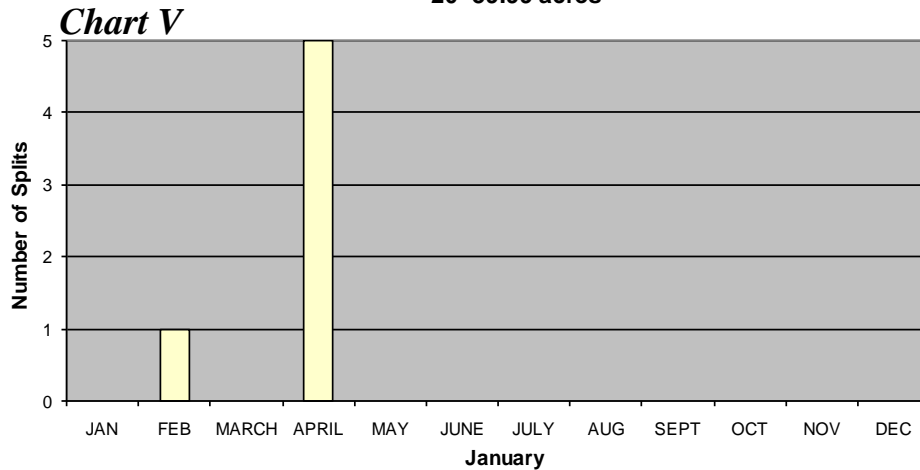 Chart V
5
4
3
2
1
0
Number of Splits
JAN FEB MARCH APRIL MAY JUNE JULY AUG SEPT OCT NOV DEC
January